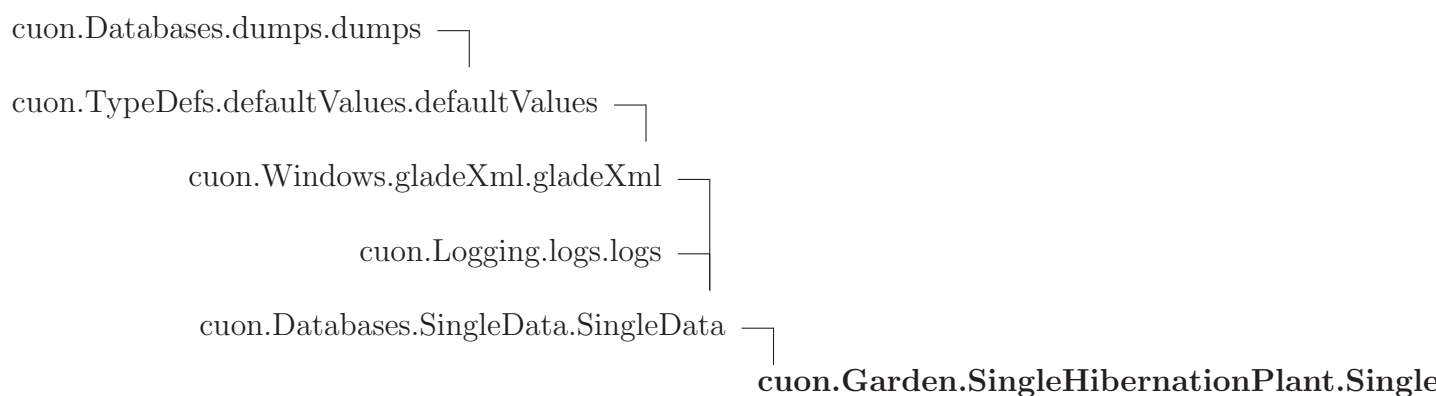 cuon.Databases.dumps.dumps
cuon.TypeDefs.defaultValues.defaultValues
cuon.Windows.gladeXml.gladeXml
cuon.Logging.logs.logs
cuon.Databases.SingleData.SingleData
cuon.Garden.SingleHibernationPlant.Single